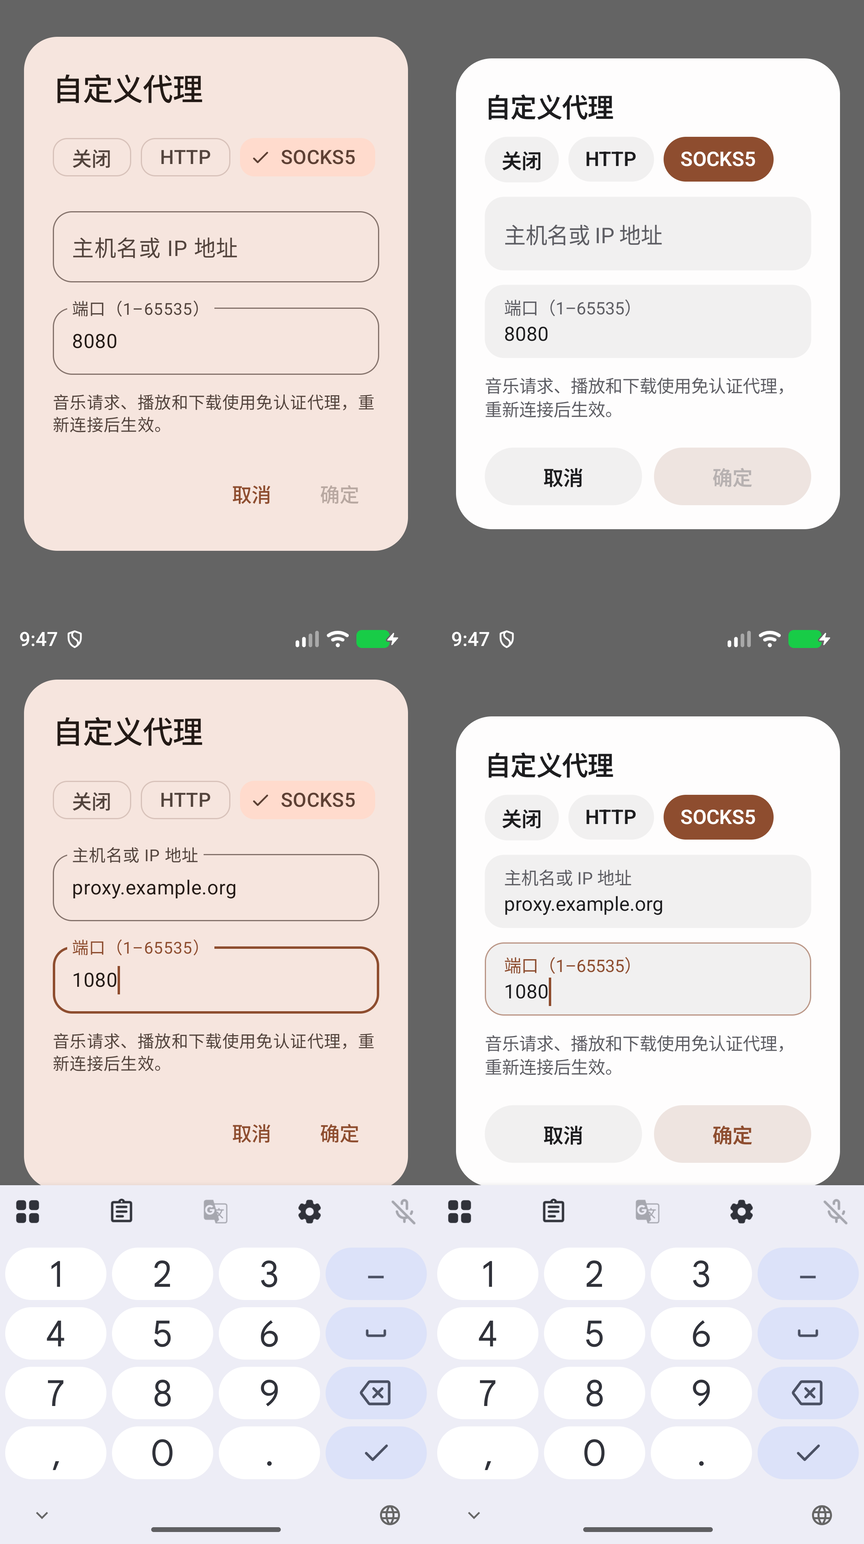 自定义代理
关闭
HTTP
SOCKS5
主机名或 IP 地址
端口（1–65535）
8080
音乐请求、播放和下载使用免认证代理，重
新连接后生效。
取消
确定
自定义代理
关闭
HTTP
SOCKS5
主机名或 IP 地址
端口（1–65535）
8080
音乐请求、播放和下载使用免认证代理，
重新连接后生效。
取消
确定
9:47
自定义代理
关闭
HTTP
SOCKS5
主机名或 IP 地址
proxy.example.org
端口（1–65535）
1080
音乐请求、播放和下载使用免认证代理，重
新连接后生效。
取消
确定
1 2 3 –
4 5 6
7 8 9
, 0 .
9:47
自定义代理
关闭
HTTP
SOCKS5
主机名或 IP 地址
proxy.example.org
端口（1–65535）
1080
音乐请求、播放和下载使用免认证代理，
重新连接后生效。
取消
确定
1 2 3 –
4 5 6
7 8 9
, 0 .